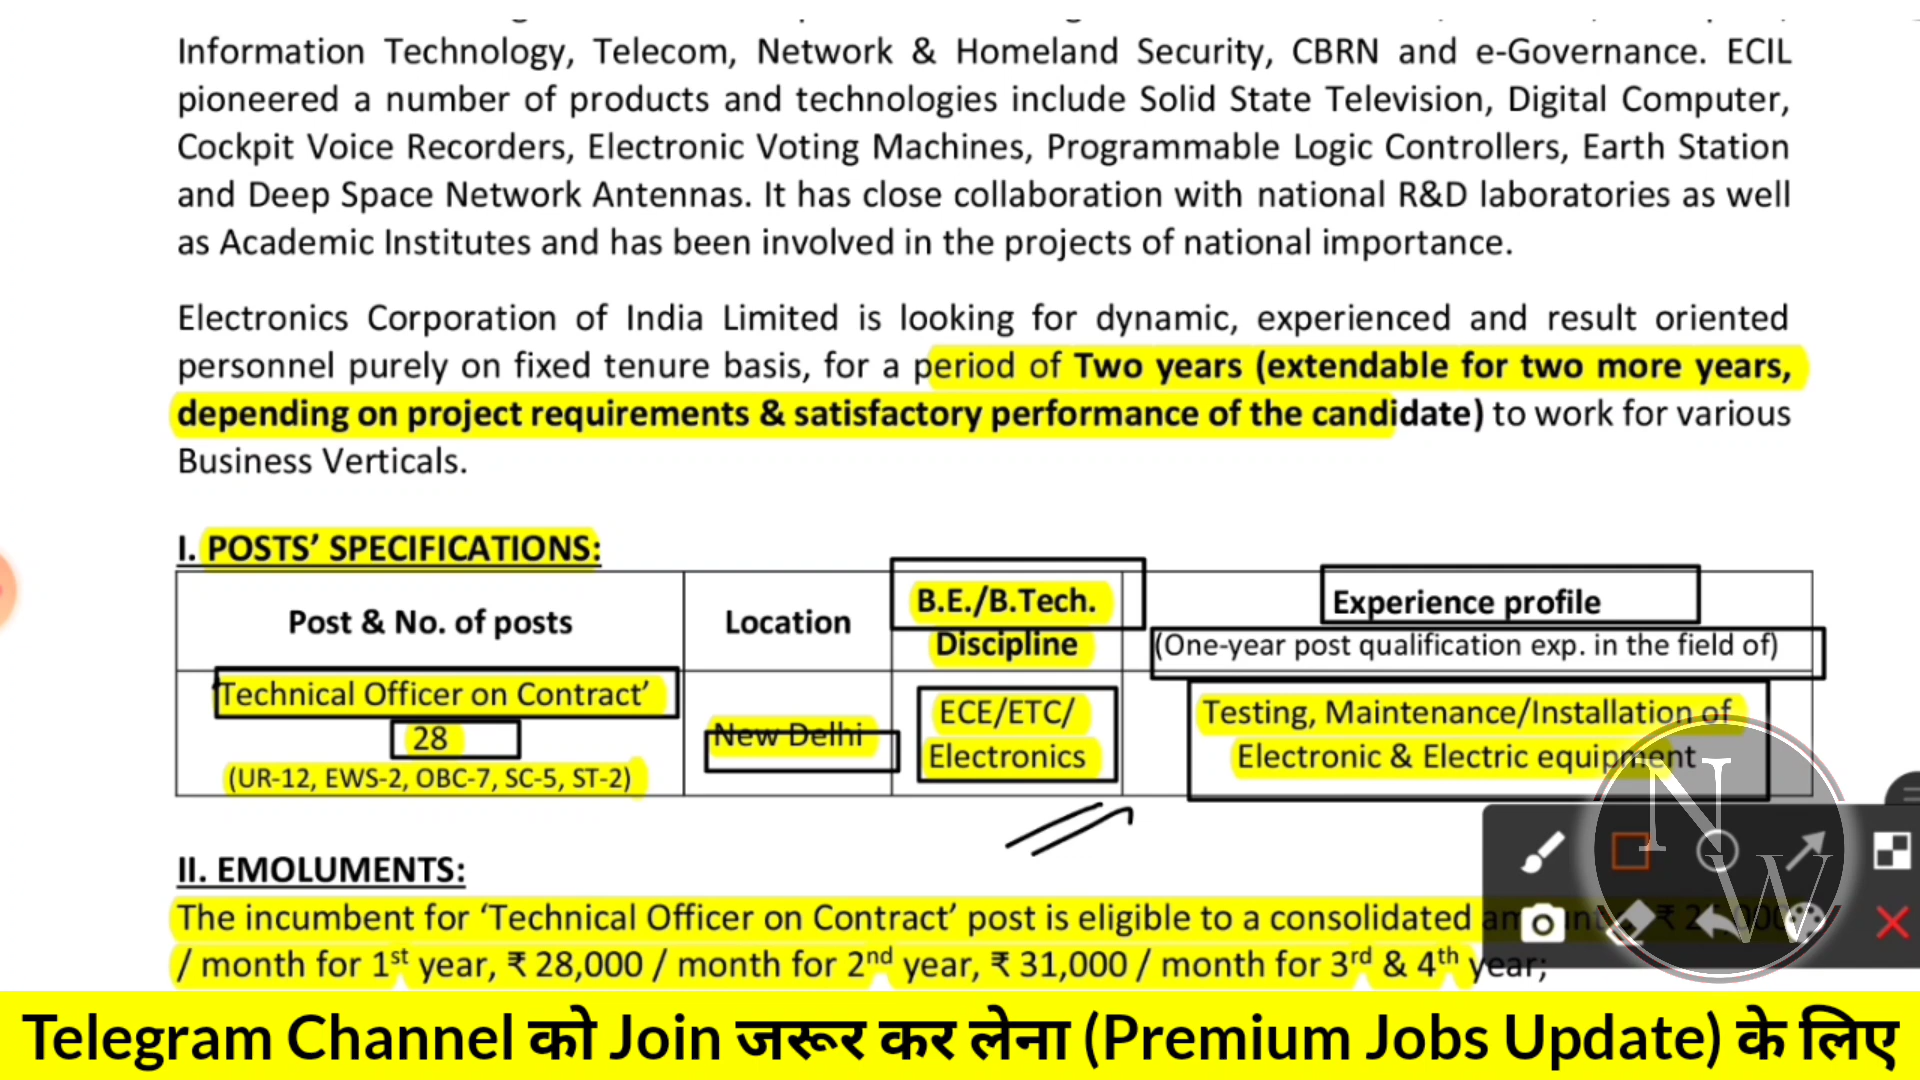 Information Technology, Telecom, Network & Homeland Security, CBRN and e-Governance. ECIL
pioneered a number of products and technologies include Solid State Television, Digital Computer,
Cockpit Voice Recorders, Electronic Voting Machines, Programmable Logic Controllers, Earth Station
and Deep Space Network Antennas. It has close collaboration with national R&D laboratories as well
as Academic Institutes and has been involved in the projects of national importance.
Electronics Corporation of India Limited is looking for dynamic, experienced and result oriented
personnel purely on fixed tenure basis, for a period of Two years (extendable for two more years,
depending on project requirements & satisfactory performance of the candidate) to work for various
Business Verticals.
I. POSTS' SPECIFICATIONS:
Post & No. of posts
Location
B.E./B.Tech.
Discipline
Experience profile
(One-year post qualification exp. in the field of)
'Technical Officer on Contract'
28
(UR-12, EWS-2, OBC-7, SC-5, ST-2)
New Delhi
ECE/ETC/
Electronics
Testing, Maintenance/Installation of
Electronic & Electric equipment
II. EMOLUMENTS:
The incumbent for 'Technical Officer on Contract' post is eligible to a consolidated
/ month for 1st year, ₹ 28,000 / month for 2nd year, ₹ 31,000 / month for 3rd & 4th year;
NW
Telegram Channel को Join जरूर कर लेना (Premium Jobs Update) के लिए